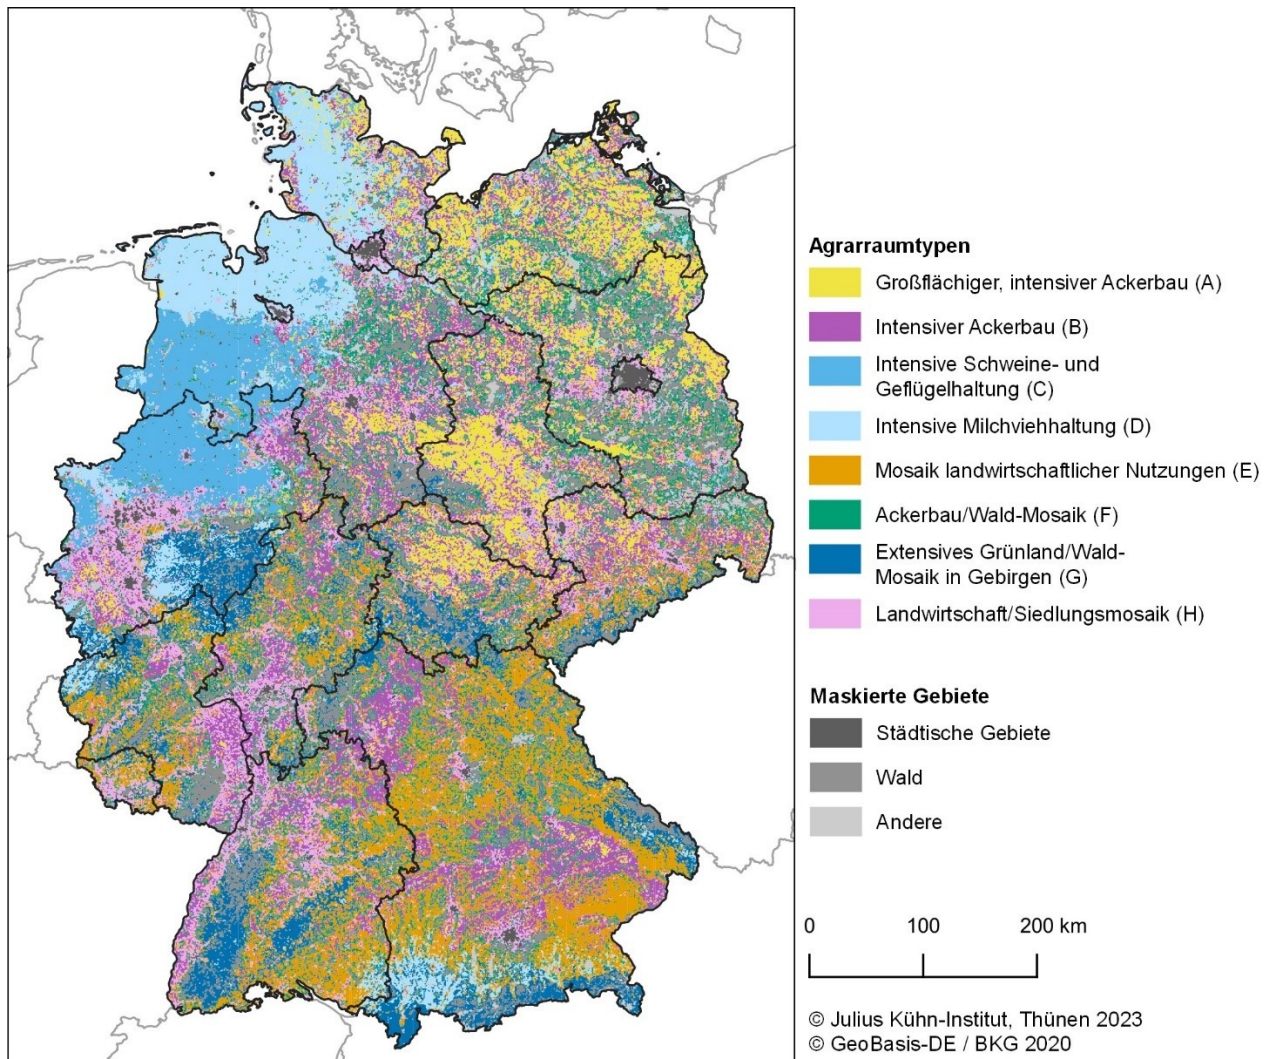 Agrarraumtypen
Großflächiger, intensiver Ackerbau (A)
Intensiver Ackerbau (B)
Intensive Schweine- und
Geflügelhaltung (C)
Intensive Milchviehhaltung (D)
Mosaik landwirtschaftlicher Nutzungen (E)
Ackerbau/Wald-Mosaik (F)
Extensives Grünland/Wald-
Mosaik in Gebirgen (G)
Landwirtschaft/Siedlungsmosaik (H)
Maskierte Gebiete
Städtische Gebiete
Wald
Andere
0 100 200 km
© Julius Kühn-Institut, Thünen 2023
© GeoBasis-DE / BKG 2020